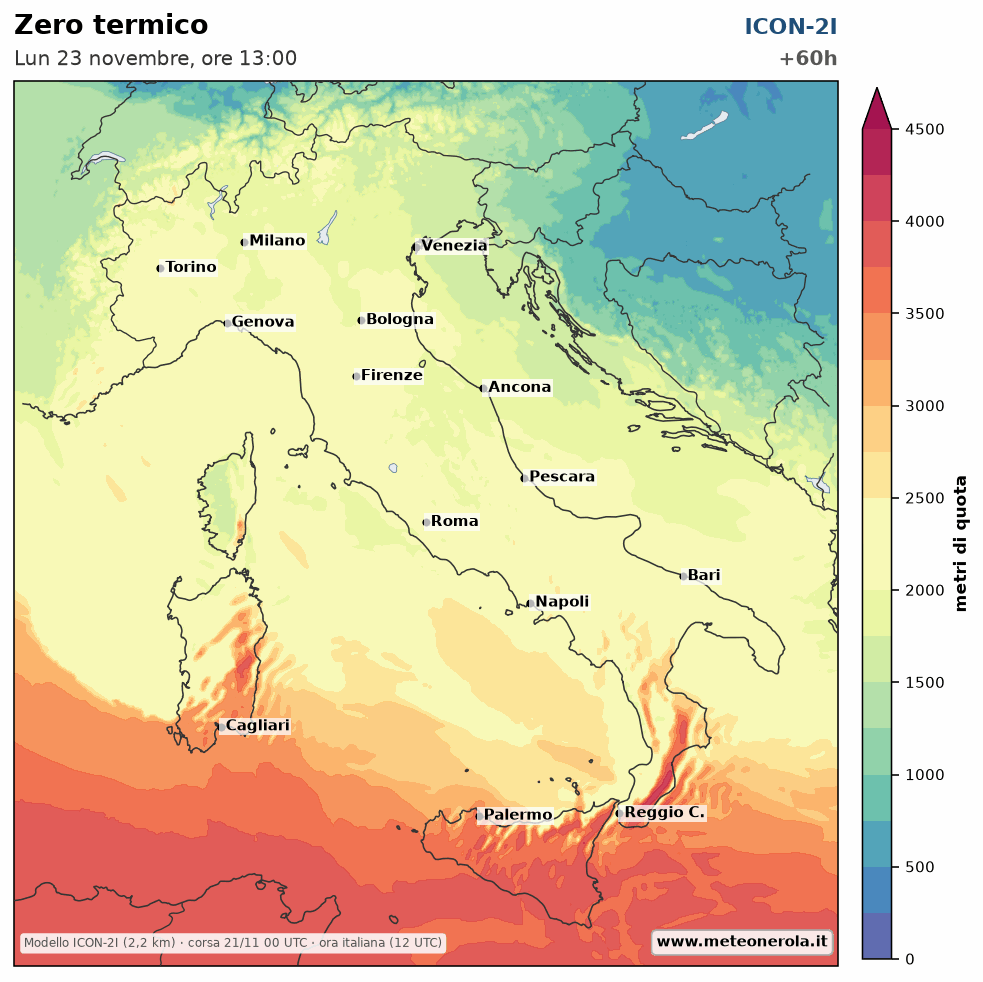 Zero termico
ICON-2I
Lun 23 novembre, ore 13:00
+60h
4500
4000
3500
3000
2500
2000
1500
1000
500
0
metri di quota
Milano
Venezia
Torino
Genova
Bologna
Firenze
Ancona
Pescara
Roma
Bari
Napoli
Cagliari
Palermo
Reggio C.
Modello ICON-2I (2,2 km) · corsa 21/11 00 UTC · ora italiana (12 UTC)
www.meteonerola.it